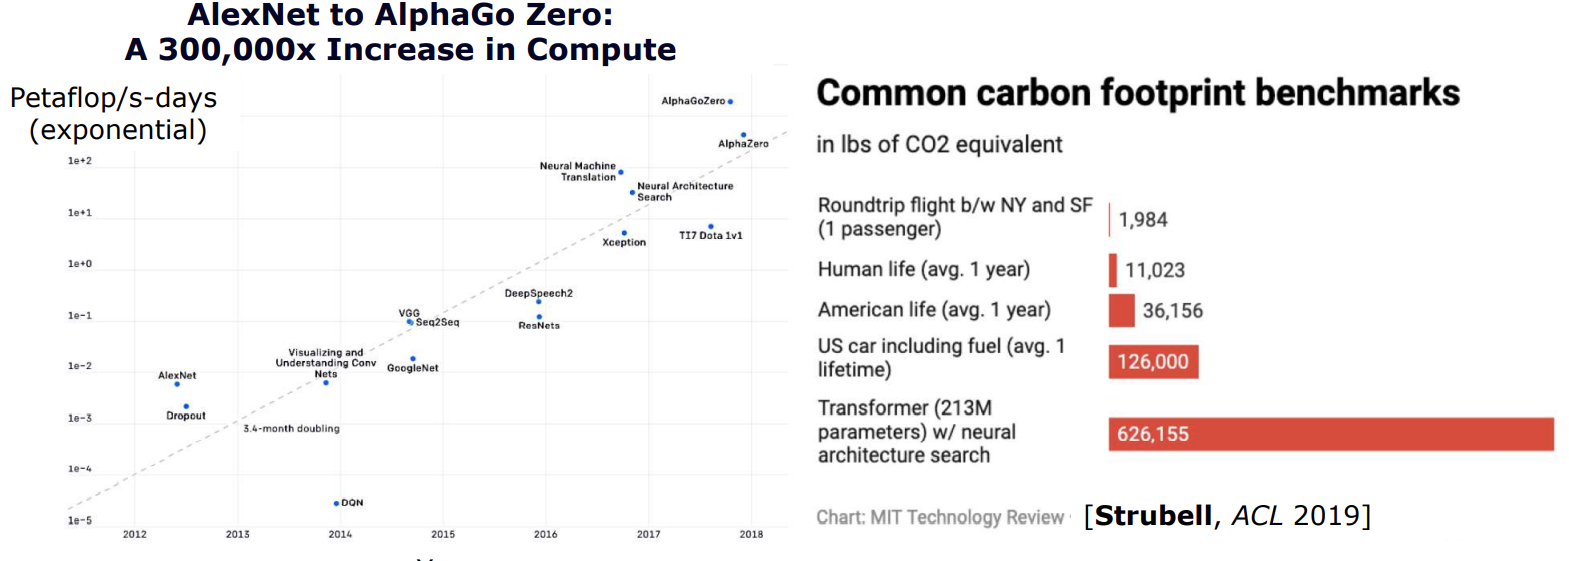 AlexNet to AlphaGo Zero:
A 300,000x Increase in Compute
Petaflop/s-days
(exponential)
1e+2
1e+1
1e+0
1e-1
1e-2
1e-3
1e-4
1e-5
AlphaGoZero
AlphaZero
Neural Machine
Translation
Neural Architecture
Search
Xception
TI7 Dota 1v1
DeepSpeech2
ResNets
VGG
Seq2Seq
GoogleNet
Visualizing and
Understanding Conv
Nets
AlexNet
Dropout
3.4-month doubling
DQN
2012
2013
2014
2015
2016
2017
2018
Common carbon footprint benchmarks
in lbs of CO2 equivalent
Roundtrip flight b/w NY and SF
(1 passenger)
1,984
Human life (avg. 1 year)
11,023
American life (avg. 1 year)
36,156
US car including fuel (avg. 1
lifetime)
126,000
Transformer (213M
parameters) w/ neural
architecture search
626,155
Chart: MIT Technology Review
[Strubell, ACL 2019]